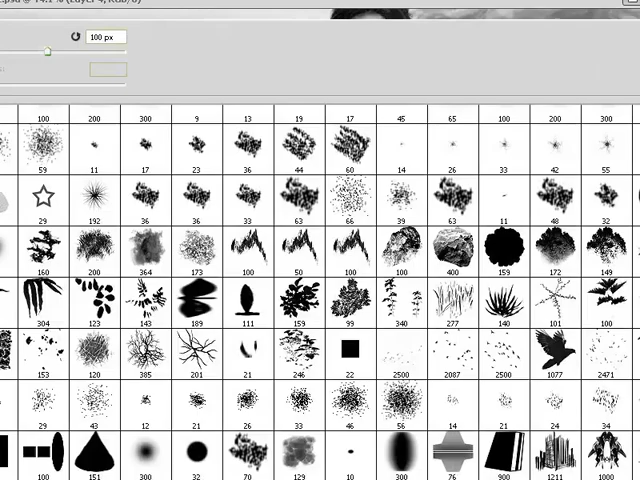 100 px
100 200 300 9 13 19 17 45 65 100 200 300
59 11 17 23 36 44 60 14 26 33 42 55
29 192 36 36 33 63 66 39 63 11 48 32
160 200 364 173 100 50 100 100 400 159 172 149
304 123 143 189 111 159 99 340 277 140 101 100
153 120 385 201 21 246 22 2500 2087 2500 1077 2471
29 43 12 21 26 33 46 56 14 21 24 34
100 151 300 32 70 129 10 300 76 900 1211 1000